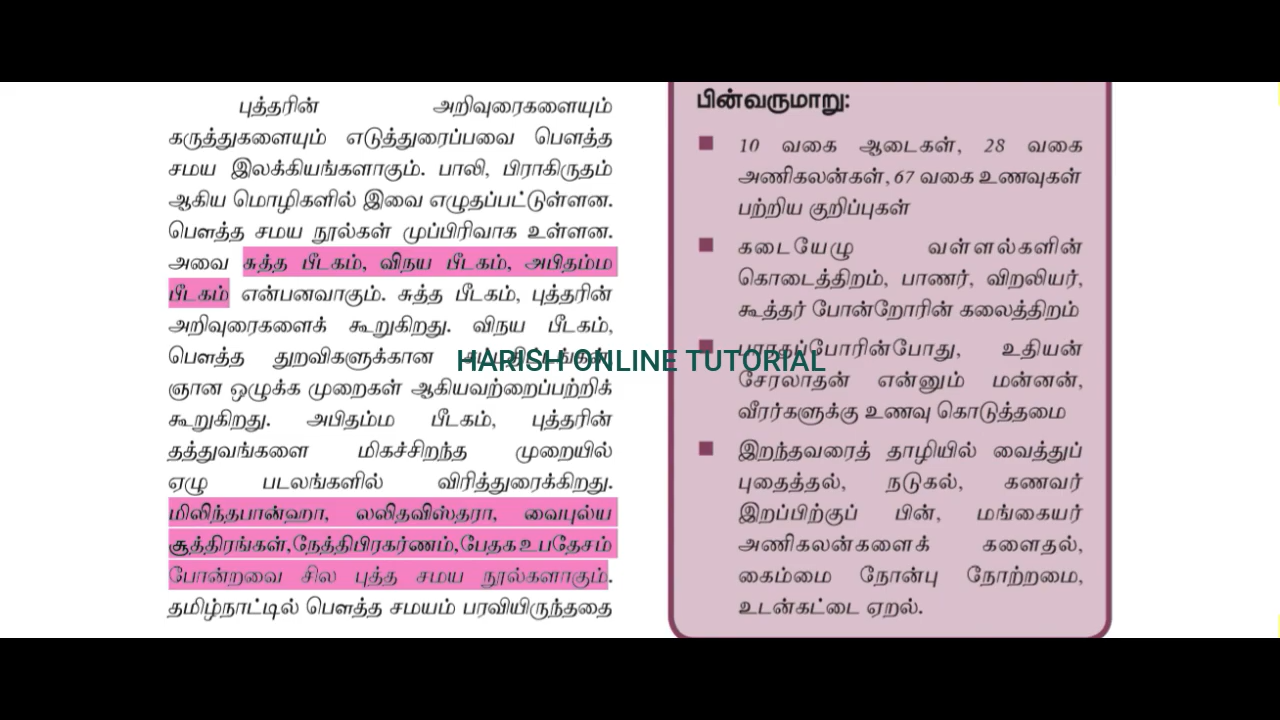 புத்தரின் அறிவுரைகளையும்
கருத்துகளையும் எடுத்துரைப்பவை பௌத்த
சமய இலக்கியங்களாகும். பாலி, பிராகிருதம்
ஆகிய மொழிகளில் இவை எழுதப்பட்டுள்ளன.
பௌத்த சமய நூல்கள் முப்பிரிவாக உள்ளன.
அவை சுத்த பீடகம், விநய பீடகம், அபிதம்ம
பீடகம் என்பனவாகும். சுத்த பீடகம், புத்தரின்
அறிவுரைகளைக் கூறுகிறது. விநய பீடகம்,
பௌத்த துறவிகளுக்கான
ஞான ஒழுக்க முறைகள் ஆகியவற்றைப்பற்றிக்
கூறுகிறது. அபிதம்ம பீடகம், புத்தரின்
தத்துவங்களை மிகச்சிறந்த முறையில்
ஏழு படலங்களில் விரித்துரைக்கிறது.
மிலிந்தபான்ஹா, லலிதவிஸ்தரா, வைபுல்ய
சூத்திரங்கள்,நேத்திபிரகர்ணம்,பேதக உபதேசம்
போன்றவை சில புத்த சமய நூல்களாகும்.
தமிழ்நாட்டில் பௌத்த சமயம் பரவியிருந்ததை
பின்வருமாறு:
10 வகை ஆடைகள், 28 வகை
அணிகலன்கள், 67 வகை உணவுகள்
பற்றிய குறிப்புகள்
கடையேழு வள்ளல்களின்
கொடைத்திறம், பாணர், விறலியர்,
கூத்தர் போன்றோரின் கலைத்திறம்
பாரதப்போரின்போது, உதியன்
சேரலாதன் என்னும் மன்னன்,
வீரர்களுக்கு உணவு கொடுத்தமை
இறந்தவரைத் தாழியில் வைத்துப்
புதைத்தல், நடுகல், கணவர்
இறப்பிற்குப் பின், மங்கையர்
அணிகலன்களைக் களைதல்,
கைம்மை நோன்பு நோற்றமை,
உடன்கட்டை ஏறல்.
HARISH ONLINE TUTORIAL